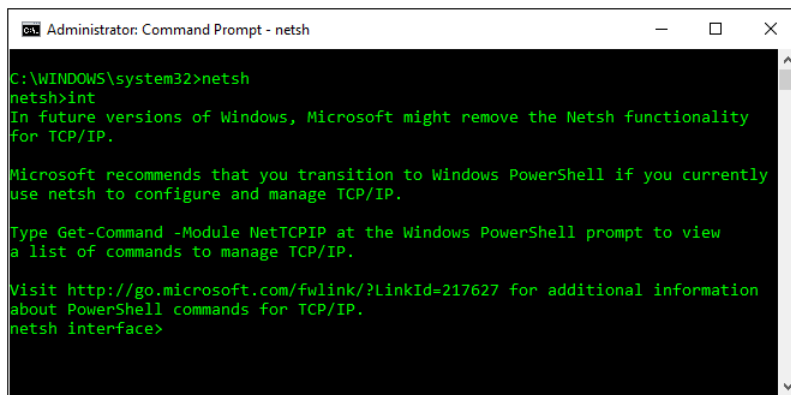 Administrator: Command Prompt - netsh
C:\WINDOWS\system32>netsh
netsh>int
In future versions of Windows, Microsoft might remove the Netsh functionality
for TCP/IP.
Microsoft recommends that you transition to Windows PowerShell if you currently
use netsh to configure and manage TCP/IP.
Type Get-Command -Module NetTCPIP at the Windows PowerShell prompt to view
a list of commands to manage TCP/IP.
Visit http://go.microsoft.com/fwlink/?LinkId=217627 for additional information
about PowerShell commands for TCP/IP.
netsh interface>